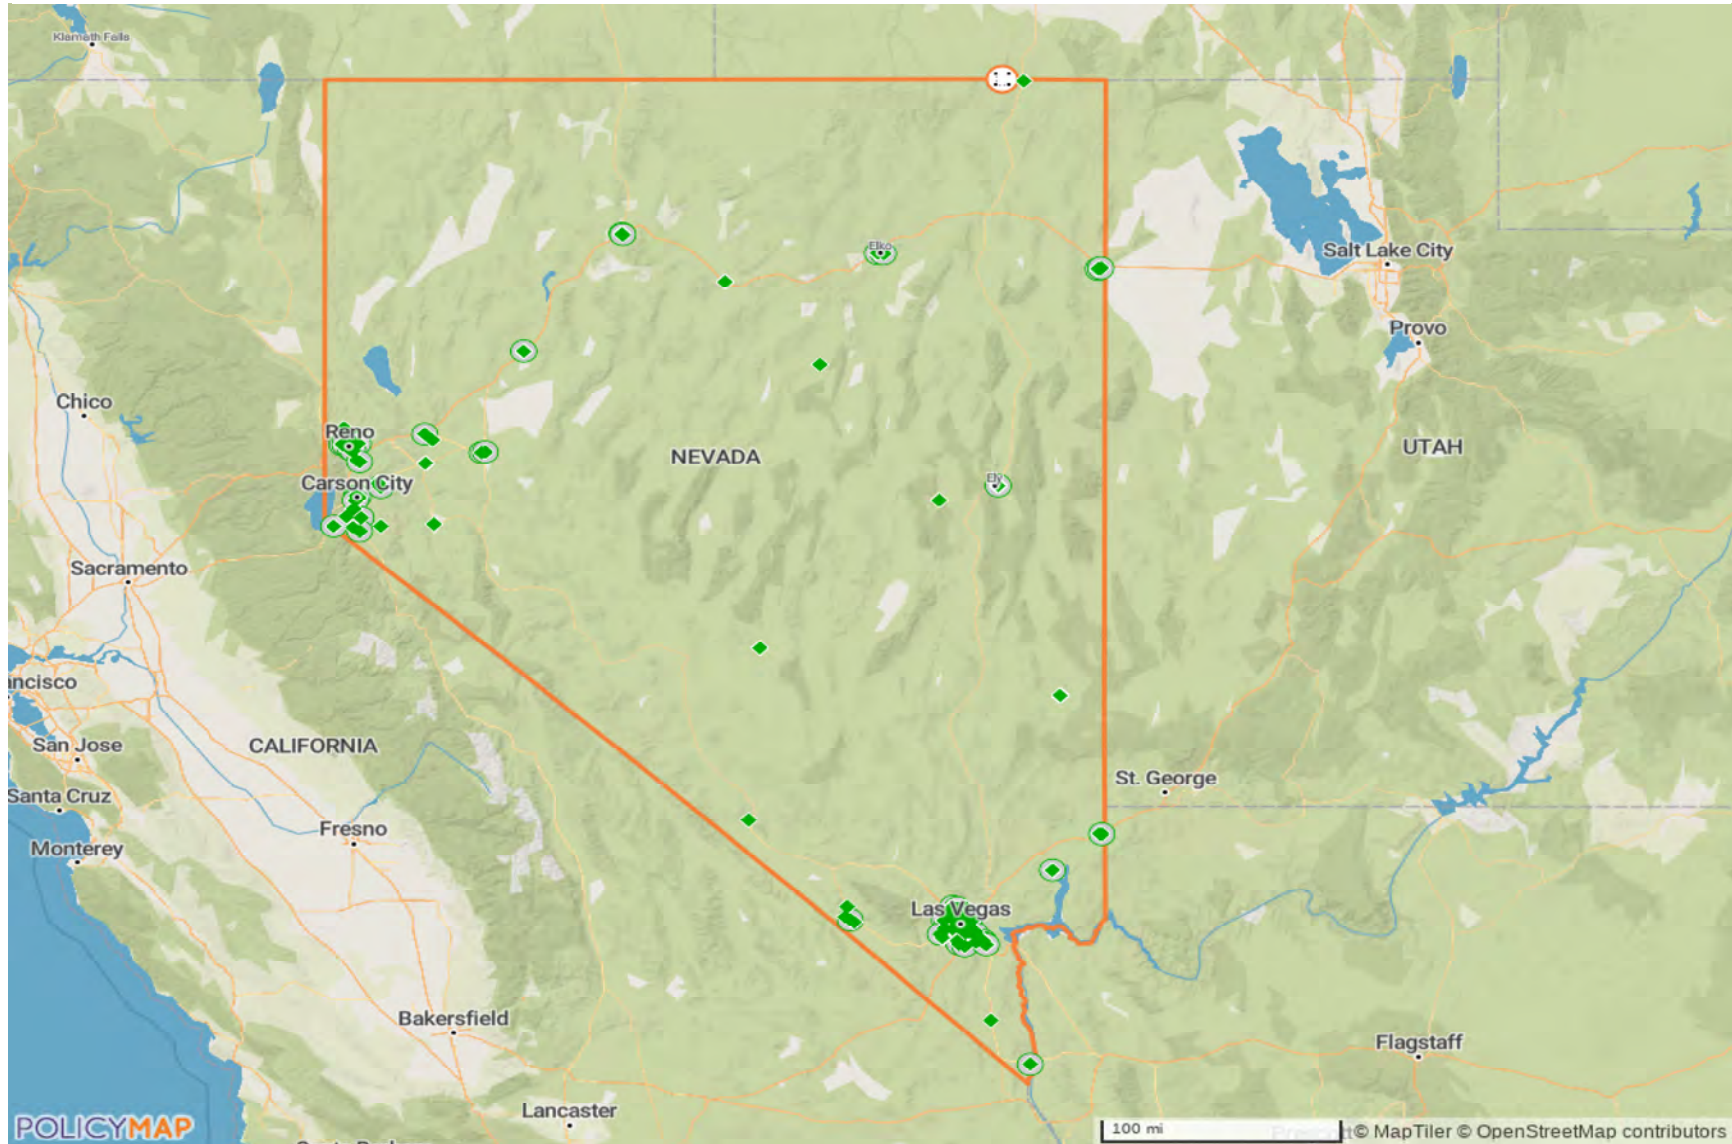 Klamath Falls
Elko
Salt Lake City
Provo
Chico
Reno
NEVADA
UTAH
Carson City
Ely
Sacramento
ancisco
San Jose
CALIFORNIA
St. George
Santa Cruz
Fresno
Monterey
Las Vegas
Bakersfield
Flagstaff
Lancaster
POLICYMAP
100 mi
© MapTiler © OpenStreetMap contributors